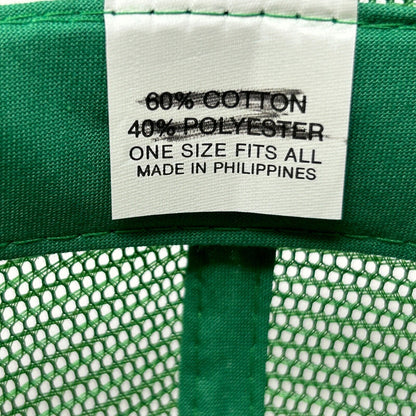 60% COTTON
40% POLYESTER
ONE SIZE FITS ALL
MADE IN PHILIPPINES